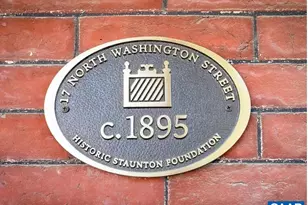 17 NORTH WASHINGTON STREET
c. 1895
HISTORIC STAUNTON FOUNDATION